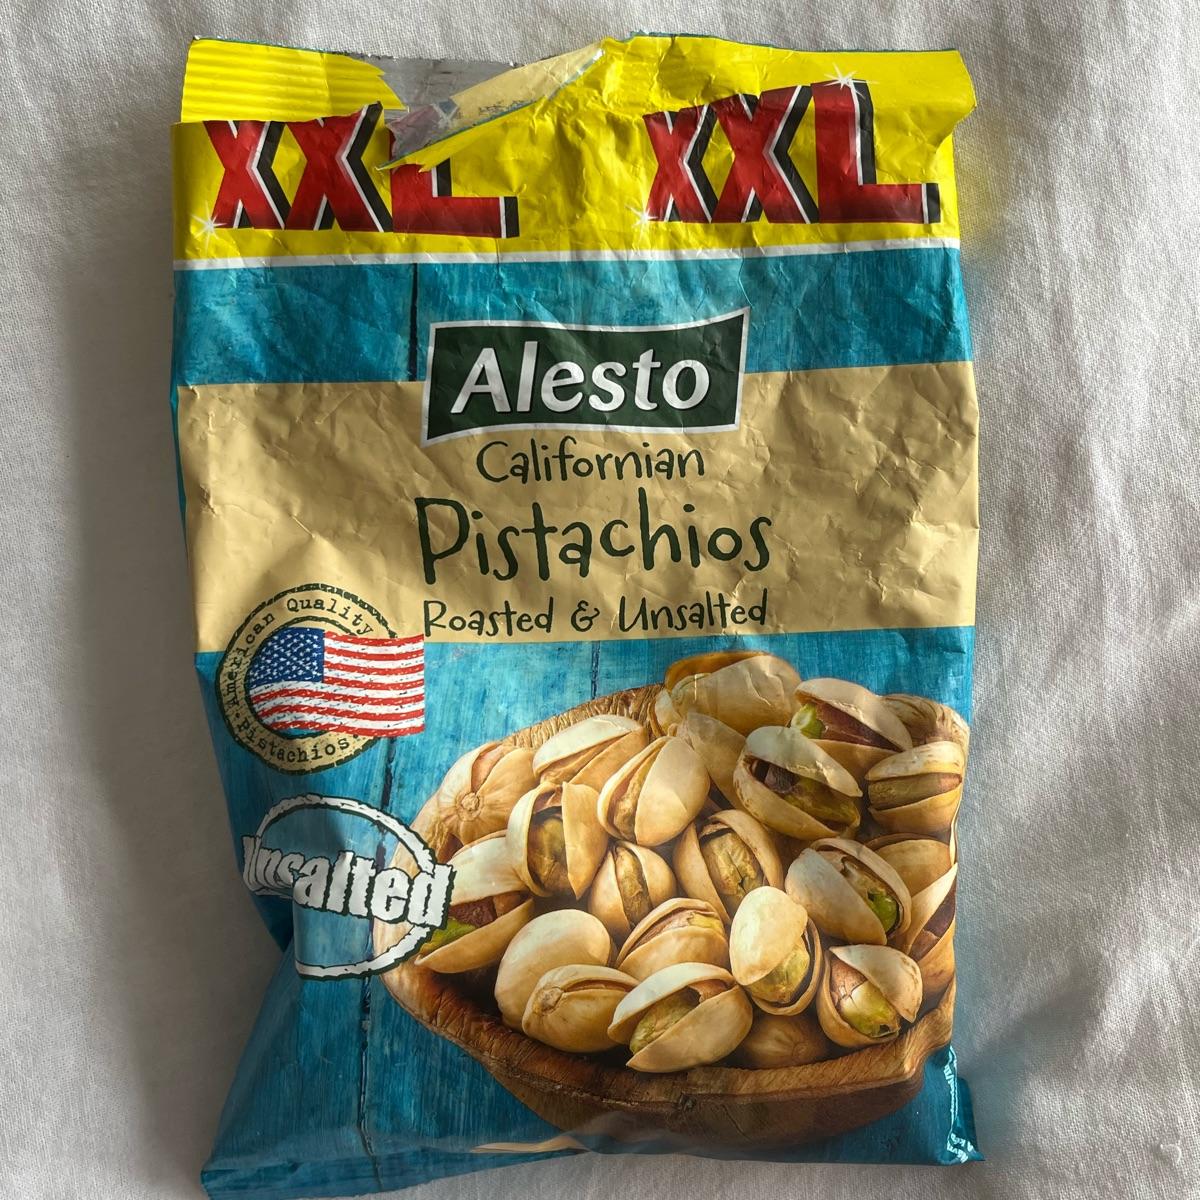 XXL XXL
Alesto
Californian
Pistachios
Roasted & Unsalted
American Quality
Pistachios
Unsalted